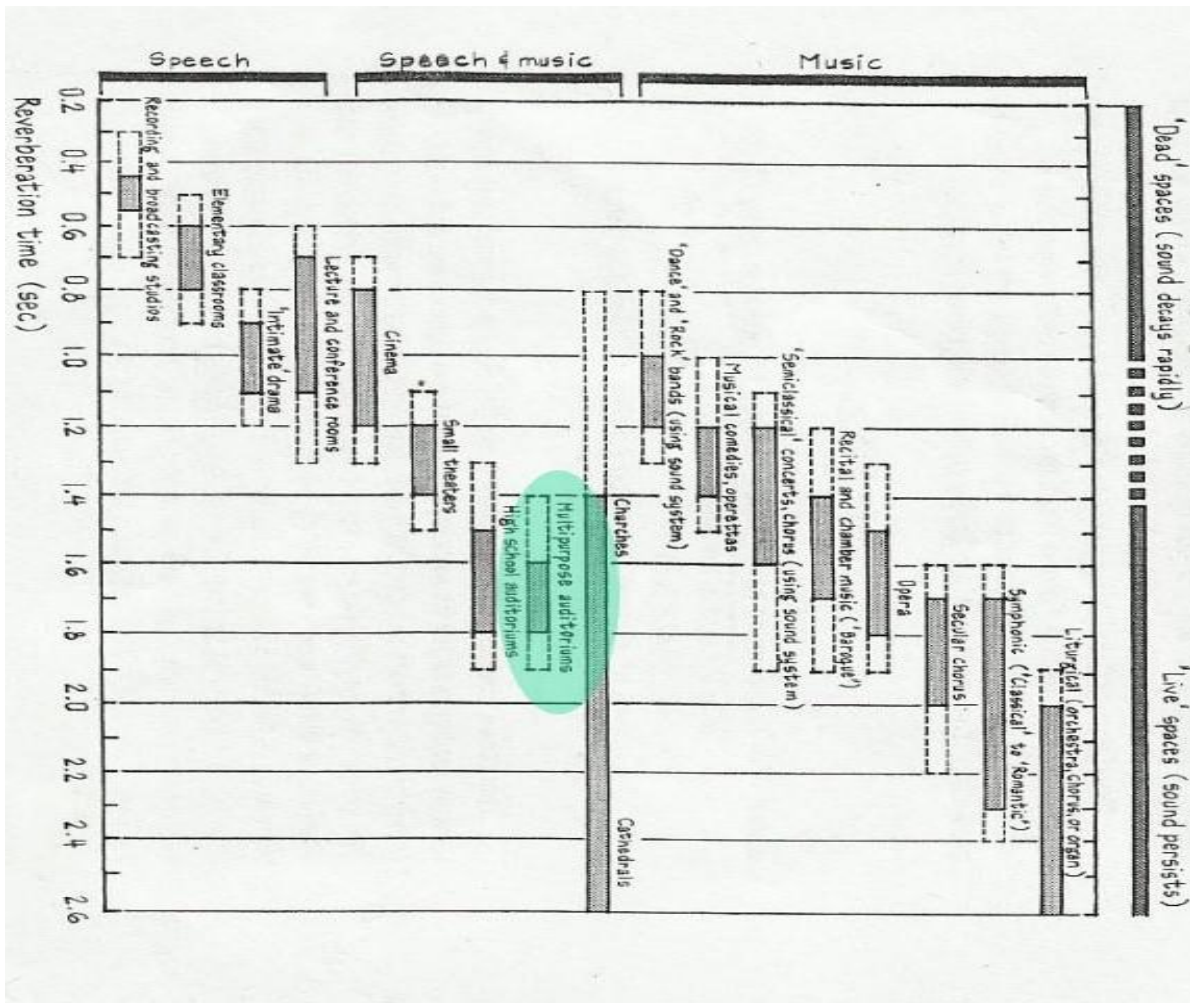 Speech
Speech & music
Music
Reverberation time (sec)
0.2
0.4
0.6
0.8
1.0
1.2
1.4
1.6
1.8
2.0
2.2
2.4
2.6
Recording and broadcasting studios
Elementary classrooms
'Intimate' drama
Lecture and conference rooms
Cinema
*
Small theaters
High school auditoriums
Multipurpose auditoriums
Churches
Cathedrals
'Dance' and 'Rock' bands (using sound system)
Musical comedies, operettas
'Semiclassical' concerts, chorus (using sound system)
Recital and chamber music ('Baroque')
Opera
Secular chorus
Symphonic ('Classical' to 'Romantic')
Liturgical (orchestra, chorus, or organ)
'Dead' spaces (sound decays rapidly)
'Live' spaces (sound persists)